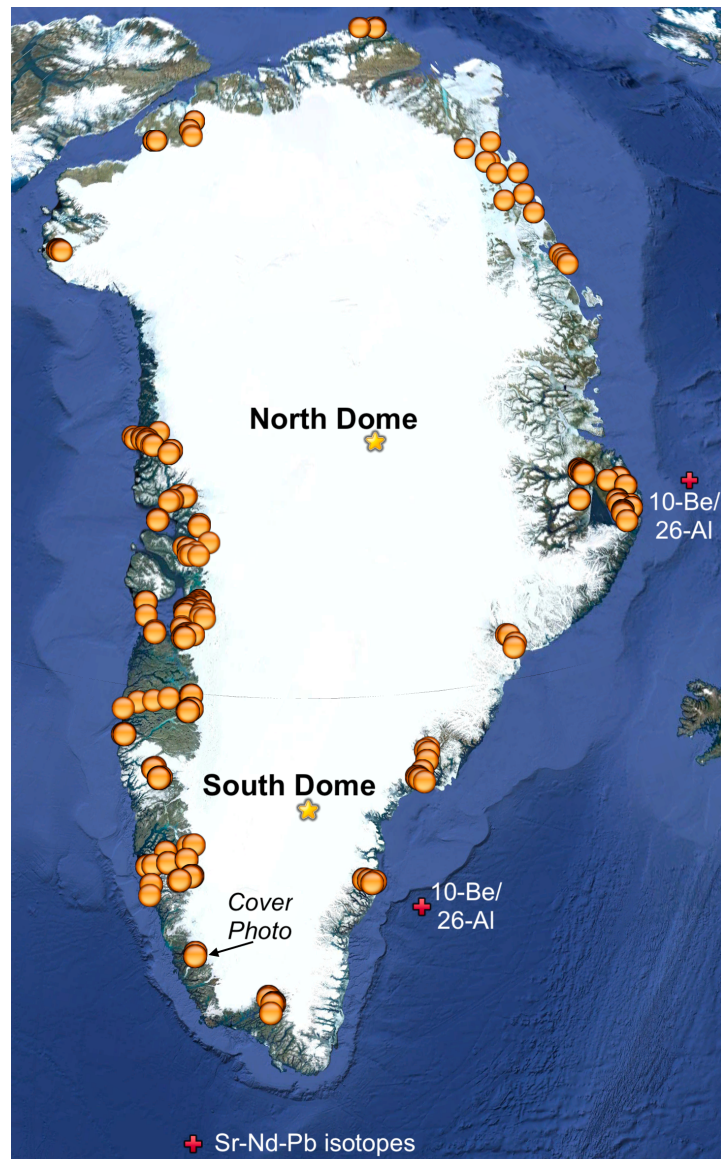 North Dome
10-Be/
26-Al
South Dome
10-Be/
26-Al
Cover
Photo
Sr-Nd-Pb isotopes